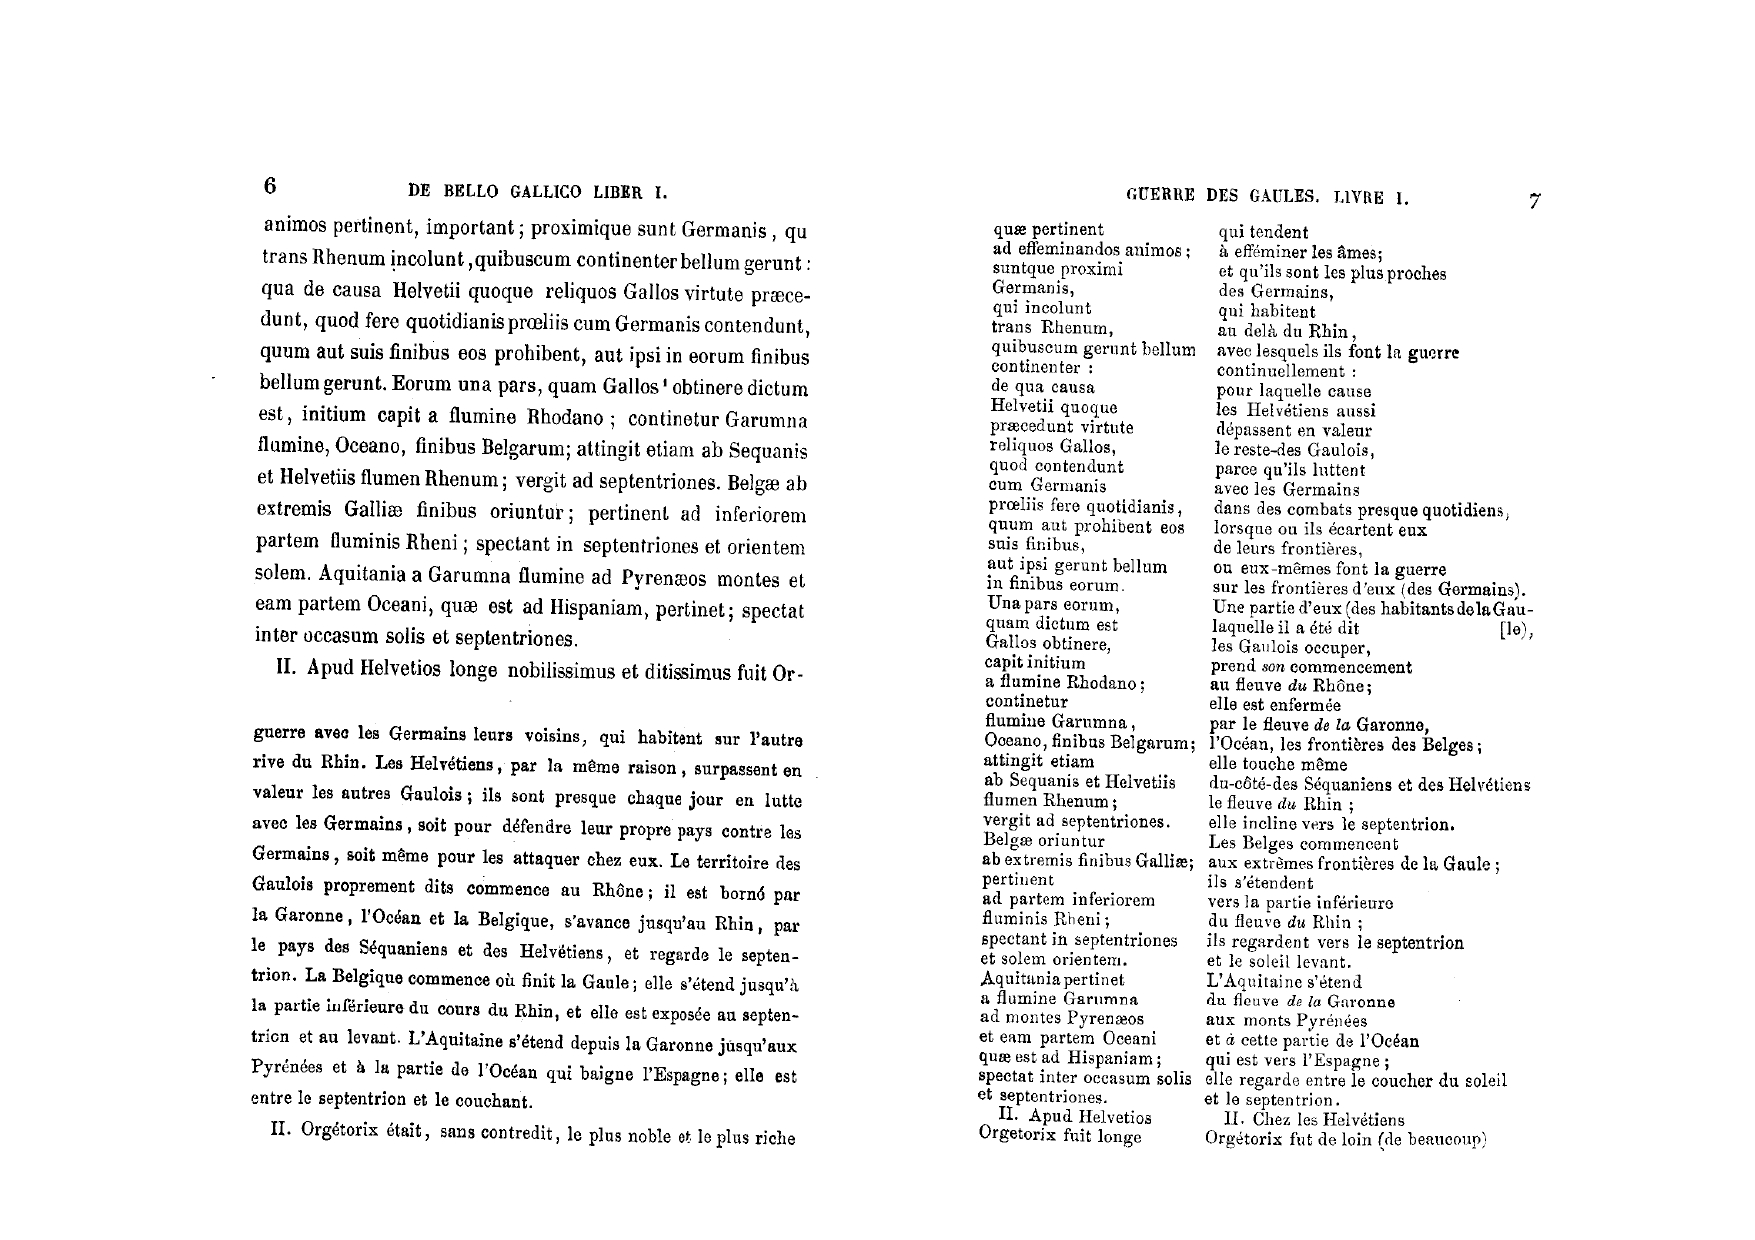 6 DE BELLO GALLICO LIBER I.
animos pertinent, important ; proximique sunt Germanis, qu
trans Rhenum incolunt, quibuscum continenter bellum gerunt :
qua de causa Helvetii quoque reliquos Gallos virtute præce-
dunt, quod fere quotidianis prœliis cum Germanis contendunt,
quum aut suis finibus eos prohibent, aut ipsi in eorum finibus
bellum gerunt. Eorum una pars, quam Gallos¹ obtinere dictum
est, initium capit a flumine Rhodano ; continetur Garumna
flumine, Oceano, finibus Belgarum; attingit etiam ab Sequanis
et Helvetiis flumen Rhenum ; vergit ad septentriones. Belgæ ab
extremis Galliæ finibus oriuntur ; pertinent ad inferiorem
partem fluminis Rheni ; spectant in septentriones et orientem
solem. Aquitania a Garumna flumine ad Pyrenæos montes et
eam partem Oceani, quæ est ad Hispaniam, pertinet ; spectat
inter occasum solis et septentriones.
II. Apud Helvetios longe nobilissimus et ditissimus fuit Or-
guerre avec les Germains leurs voisins, qui habitent sur l'autre
rive du Rhin. Les Helvétiens, par la même raison, surpassent en
valeur les autres Gaulois ; ils sont presque chaque jour en lutte
avec les Germains, soit pour défendre leur propre pays contre les
Germains, soit même pour les attaquer chez eux. Le territoire des
Gaulois proprement dits commence au Rhône ; il est borné par
la Garonne, l'Océan et la Belgique, s'avance jusqu'au Rhin, par
le pays des Séquaniens et des Helvétiens, et regarde le septen-
trion. La Belgique commence où finit la Gaule ; elle s'étend jusqu'à
la partie inférieure du cours du Rhin, et elle est exposée au septen-
trion et au levant. L'Aquitaine s'étend depuis la Garonne jusqu'aux
Pyrénées et à la partie de l'Océan qui baigne l'Espagne ; elle est
entre le septentrion et le couchant.
II. Orgétorix était, sans contredit, le plus noble et le plus riche
GUERRE DES GAULES. LIVRE I. 7
quæ pertinent
ad effeminandos animos ;
suntque proximi
Germanis,
qui incolunt
trans Rhenum,
quibuscum gerunt bellum
continenter :
de qua causa
Helvetii quoque
præcedunt virtute
reliquos Gallos,
quod contendunt
cum Germanis
prœliis fere quotidianis,
quum aut prohibent eos
suis finibus,
aut ipsi gerunt bellum
in finibus eorum.
Una pars eorum,
quam dictum est
Gallos obtinere,
capit initium
a flumine Rhodano ;
continetur
flumine Garumna,
Oceano, finibus Belgarum;
attingit etiam
ab Sequanis et Helvetiis
flumen Rhenum ;
vergit ad septentriones.
Belgæ oriuntur
ab extremis finibus Galliæ;
pertinent
ad partem inferiorem
fluminis Rheni ;
spectant in septentriones
et solem orientem.
Aquitania pertinet
a flumine Garumna
ad montes Pyrenæos
et eam partem Oceani
quæ est ad Hispaniam ;
spectat inter occasum solis
et septentriones.
II. Apud Helvetios
Orgetorix fuit longe
qui tendent
à efféminer les âmes;
et qu'ils sont les plus proches
des Germains,
qui habitent
au delà du Rhin,
avec lesquels ils font la guerre
continuellement :
pour laquelle cause
les Helvétiens aussi
dépassent en valeur
le reste-des Gaulois,
parce qu'ils luttent
avec les Germains
dans des combats presque quotidiens,
lorsque ou ils écartent eux
de leurs frontières,
ou eux-mêmes font la guerre
sur les frontières d'eux (des Germains).
Une partie d'eux (des habitants de la Gau-
laquelle il a été dit [le),
les Gaulois occuper,
prend son commencement
au fleuve du Rhône ;
elle est enfermée
par le fleuve de la Garonne,
l'Océan, les frontières des Belges ;
elle touche même
du-côté-des Séquaniens et des Helvétiens
le fleuve du Rhin ;
elle incline vers le septentrion.
Les Belges commencent
aux extrêmes frontières de la Gaule ;
ils s'étendent
vers la partie inférieure
du fleuve du Rhin ;
ils regardent vers le septentrion
et le soleil levant.
L'Aquitaine s'étend
du fleuve de la Garonne
aux monts Pyrénées
et à cette partie de l'Océan
qui est vers l'Espagne ;
elle regarde entre le coucher du soleil
et le septentrion.
II. Chez les Helvétiens
Orgétorix fut de loin (de beaucoup)